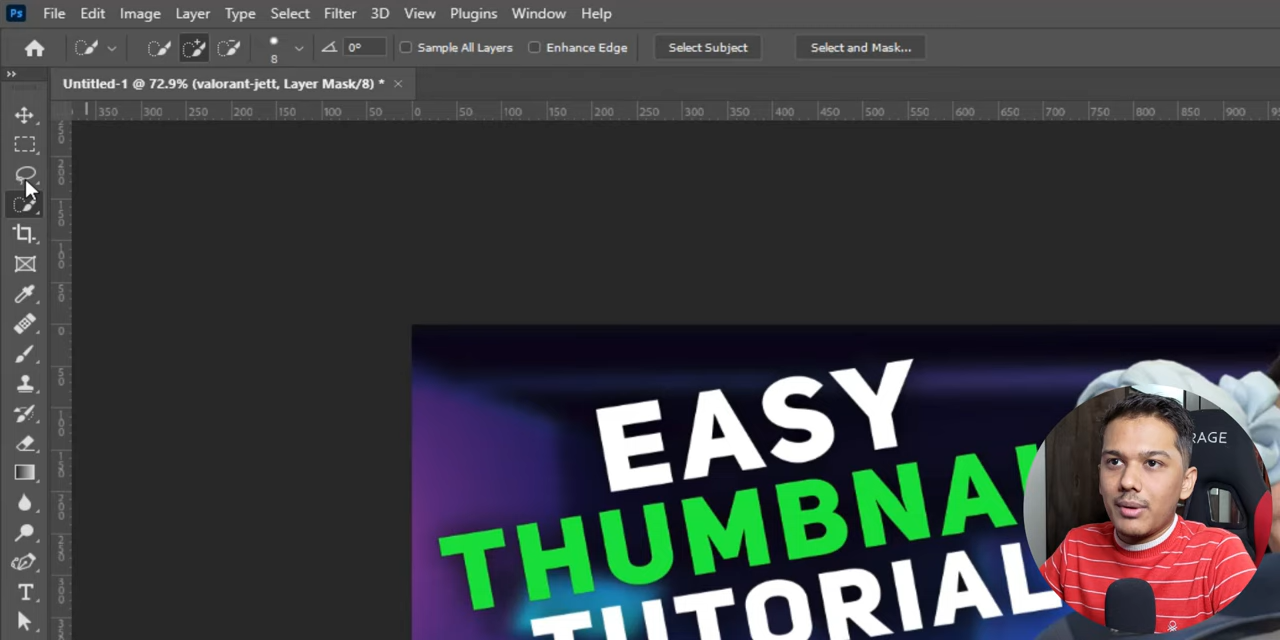 Ps File Edit Image Layer Type Select Filter 3D View Plugins Window Help
8 0° Sample All Layers Enhance Edge Select Subject Select and Mask...
Untitled-1 @ 72.9% (valorant-jett, Layer Mask/8) * ×
350 300 250 200 150 100 50 0 50 100 150 200 250 300 350 400 450 500 550 600 650 700 750 800 850 900
EASY
THUMBNA
TUTORIAL
RAGE
T